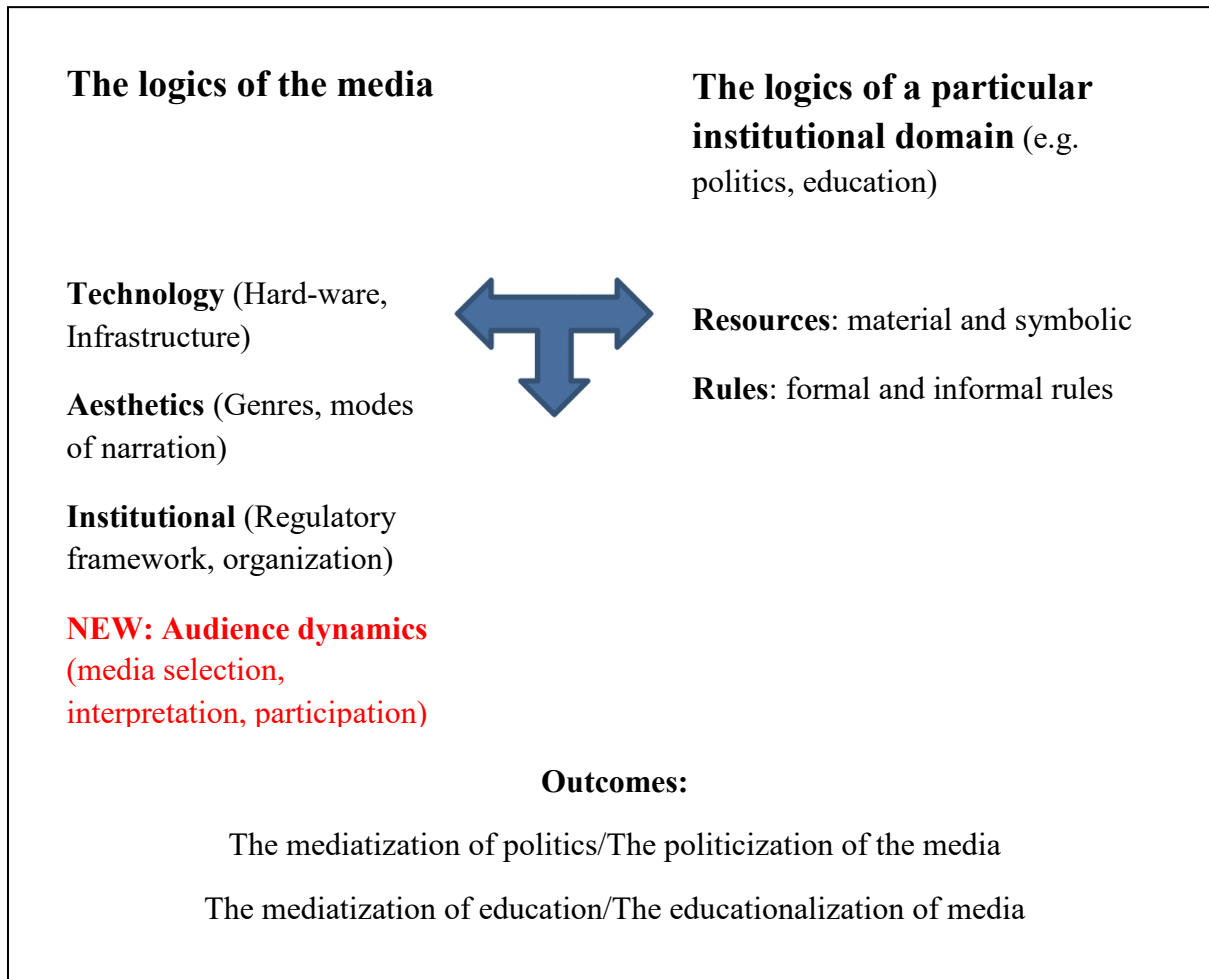 The logics of the media
The logics of a particular
institutional domain (e.g.
politics, education)
Technology (Hard-ware,
Infrastructure)
Aesthetics (Genres, modes
of narration)
Institutional (Regulatory
framework, organization)
NEW: Audience dynamics
(media selection,
interpretation, participation)
Resources: material and symbolic
Rules: formal and informal rules
Outcomes:
The mediatization of politics/The politicization of the media
The mediatization of education/The educationalization of media